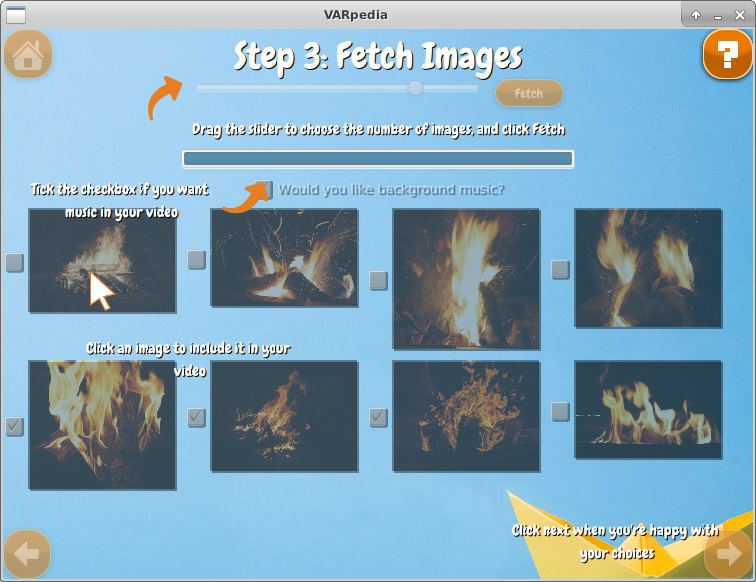 VARpedia
Step 3: Fetch Images
?
Fetch
Drag the slider to choose the number of images, and click Fetch
Tick the checkbox if you want
music in your video
Would you like background music?
Click an image to include it in your
video
Click next when you're happy with
your choices